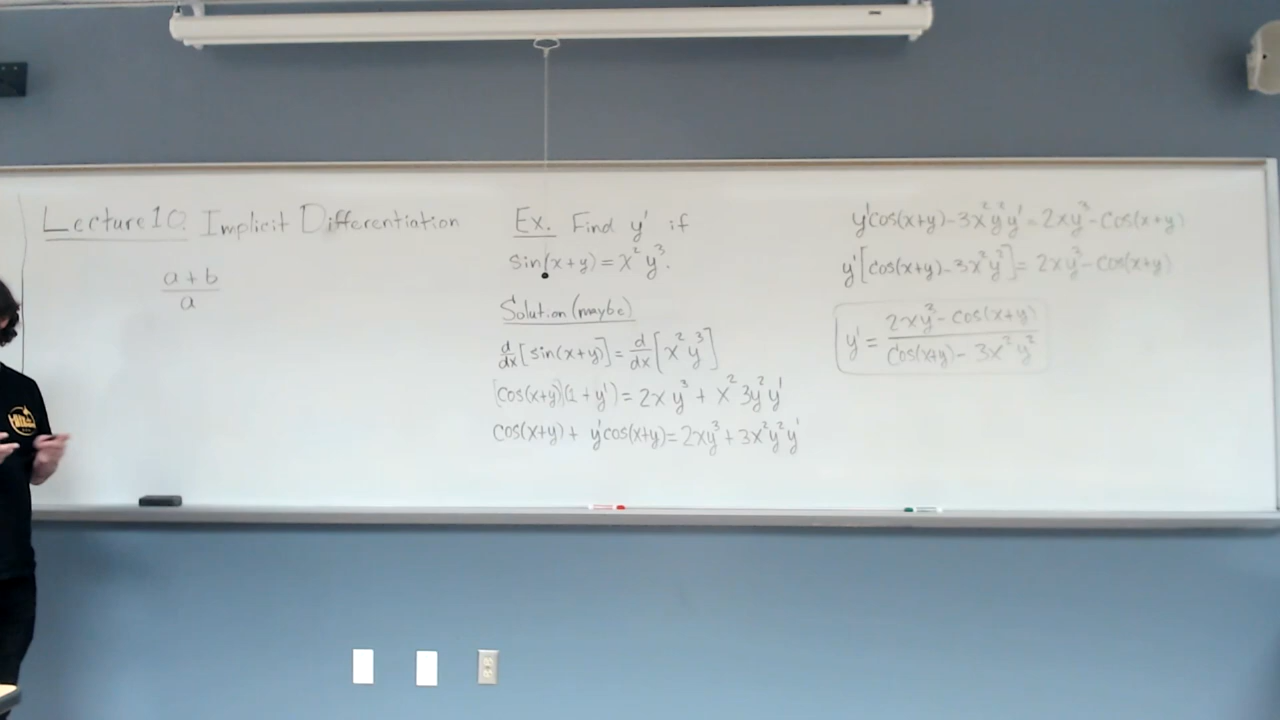 Lecture 10. Implicit Differentiation
a + b
a
Ex. Find y' if
sin(x+y) = x²y³.
Solution (maybe)
d/dx[sin(x+y)] = d/dx[x²y³]
[cos(x+y)](1 + y') = 2xy³ + x²3y²y'
cos(x+y) + y'cos(x+y) = 2xy³ + 3x²y²y'
y'cos(x+y) - 3x²y²y' = 2xy³ - cos(x+y)
y'[cos(x+y) - 3x²y²] = 2xy³ - cos(x+y)
y' = 2xy³ - cos(x+y)
cos(x+y) - 3x²y²